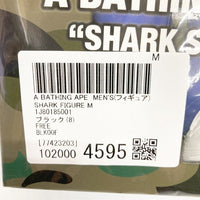 A BATHING APE
"SHARK S
M
A BATHING APE MEN'S(フィギュア)
SHARK FIGURE M
1J80185001
ブラック(8)
FREE
BLK00F
[77423203]
102000 4595